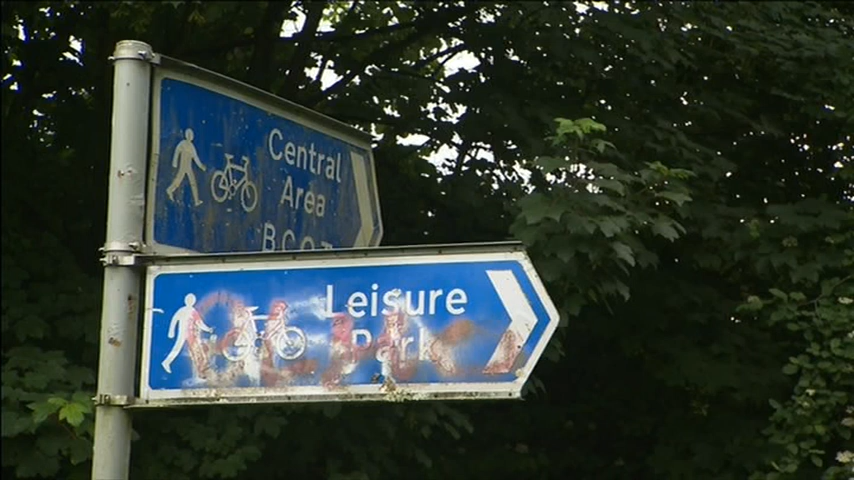 Central
Area
B.C.O.T
Leisure
Park